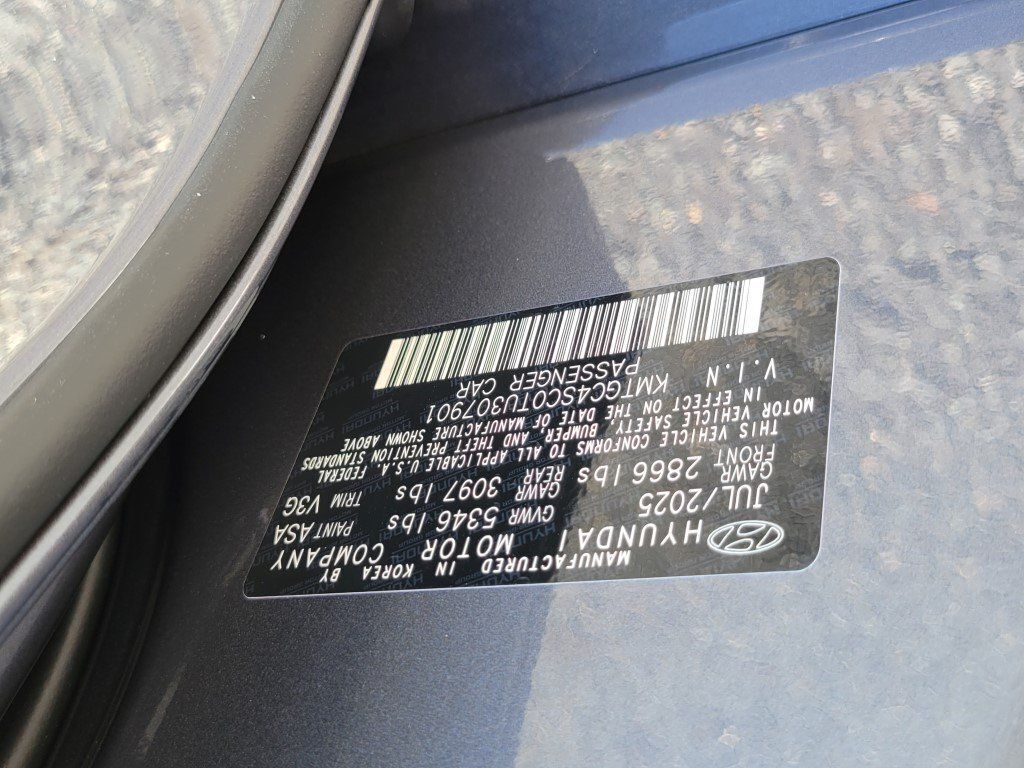 MANUFACTURED IN KOREA BY
HYUNDAI MOTOR COMPANY
JUL/2025 GVWR 5346 lbs PAINT ASA
GAWR FRONT 2866 lbs GAWR REAR 3097 lbs TRIM V3G
THIS VEHICLE CONFORMS TO ALL APPLICABLE U.S.A. FEDERAL
MOTOR VEHICLE SAFETY BUMPER AND THEFT PREVENTION STANDARDS
IN EFFECT ON THE DATE OF MANUFACTURE SHOWN ABOVE
V.I.N KMTGC4SC0TU307901
PASSENGER CAR